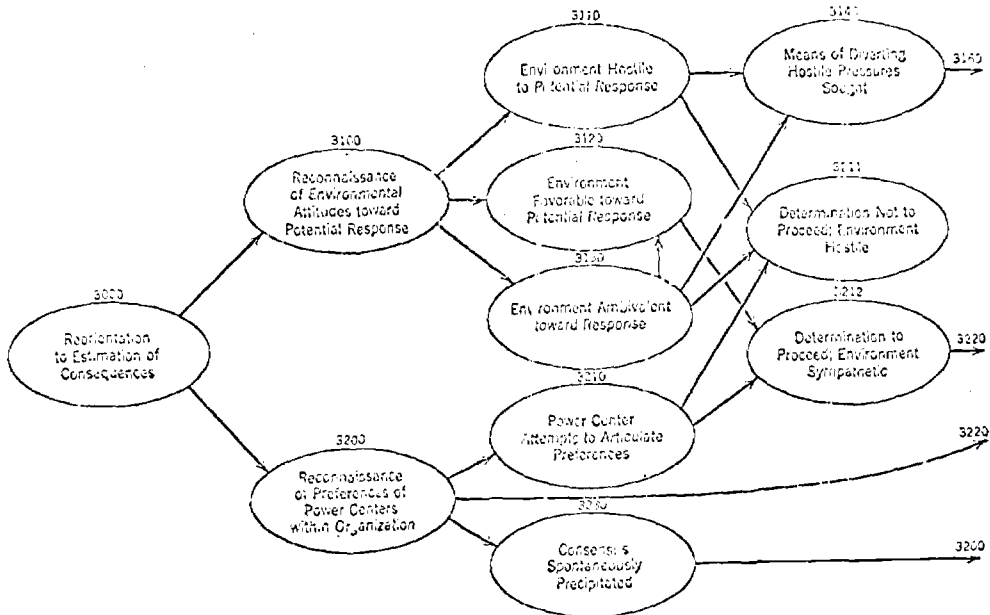 3110
Environment Hostile
to Potential Response
3140
Means of Diverting
Hostile Pressures
Sought
3160
3100
Reconnaissance
of Environmental
Attitudes toward
Potential Response
3120
Environment
Favorable toward
Potential Response
3211
Determination Not to
Proceed; Environment
Hostile
3130
Environment Ambivalent
toward Response
3000
Reorientation
to Estimation of
Consequences
3212
Determination to
Proceed; Environment
Sympathetic
3220
3210
Power Center
Attempts to Articulate
Preferences
3220
3200
Reconnaissance
of Preferences of
Power Centers
within Organization
Consensus
Spontaneously
Precipitated